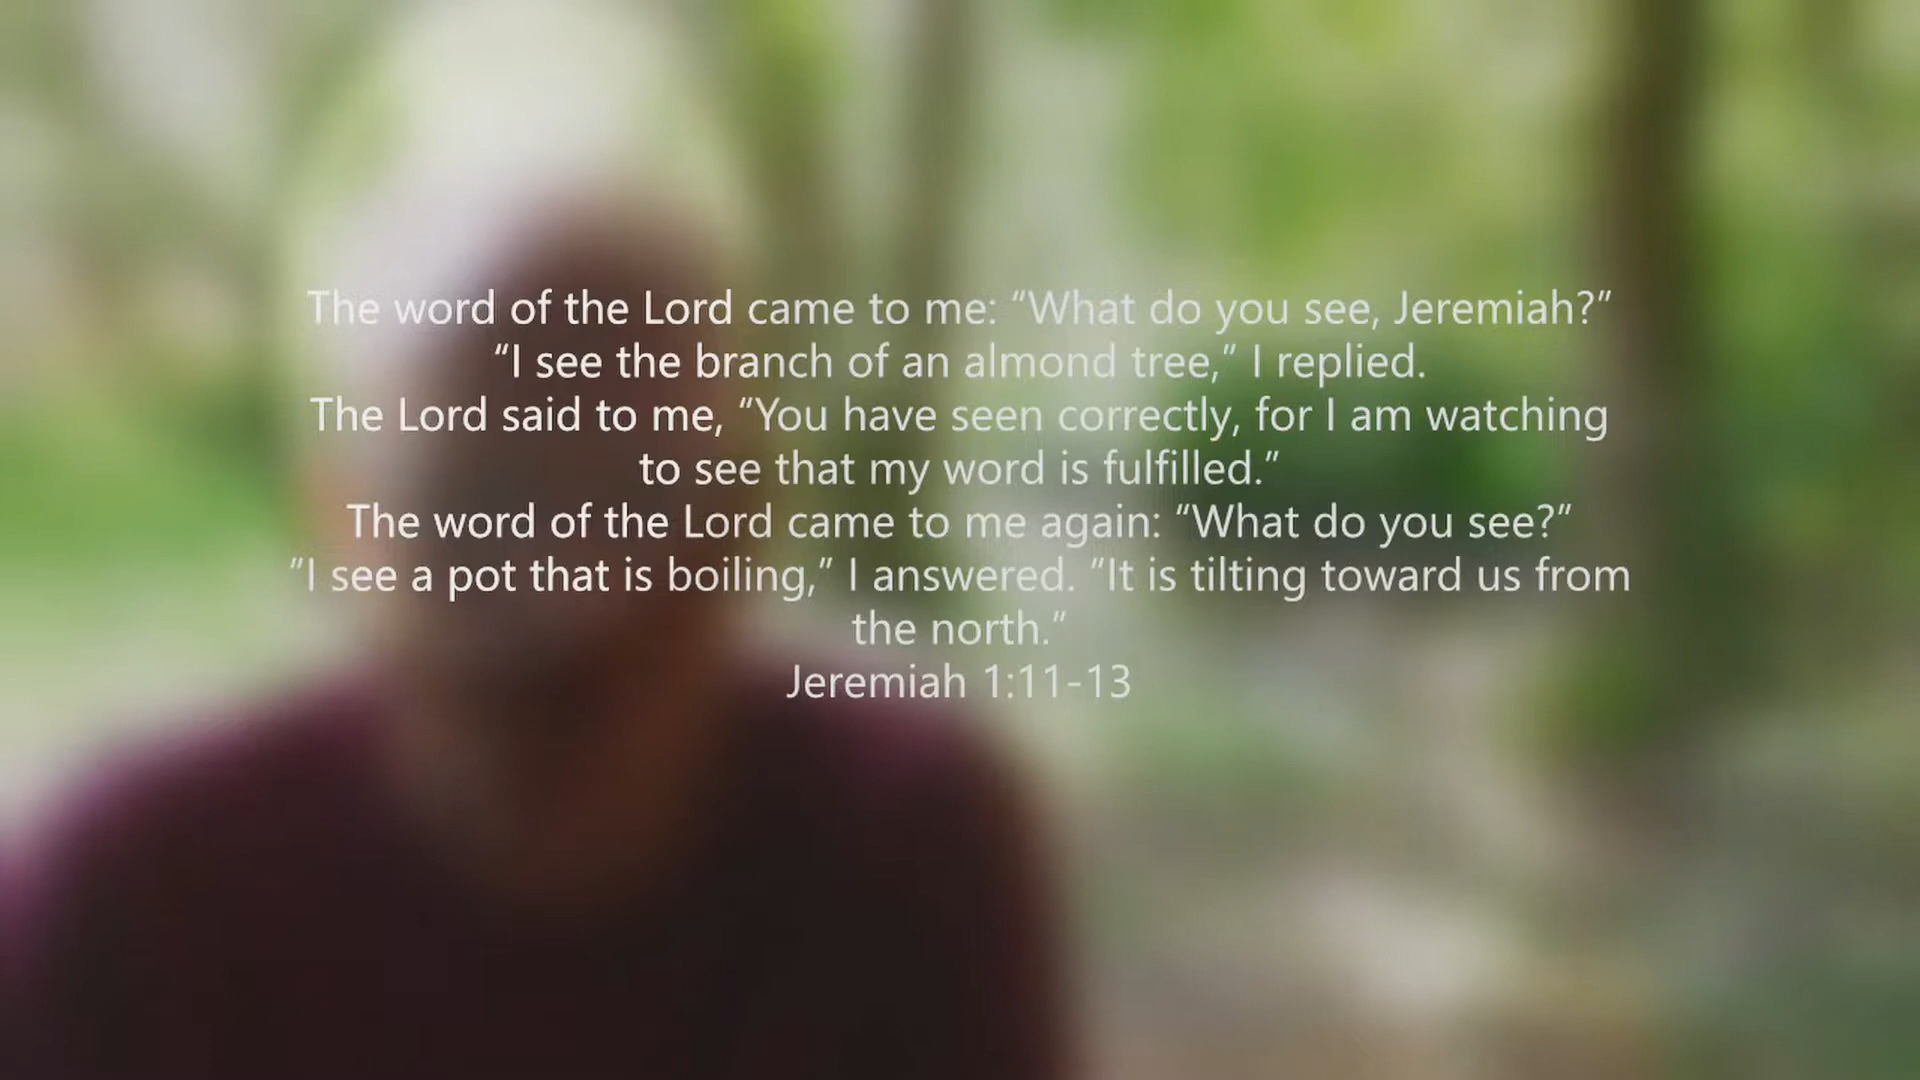 The word of the Lord came to me: “What do you see, Jeremiah?”
“I see the branch of an almond tree,” I replied.
The Lord said to me, “You have seen correctly, for I am watching
to see that my word is fulfilled.”
The word of the Lord came to me again: “What do you see?”
”I see a pot that is boiling,” I answered. “It is tilting toward us from
the north.”
Jeremiah 1:11-13